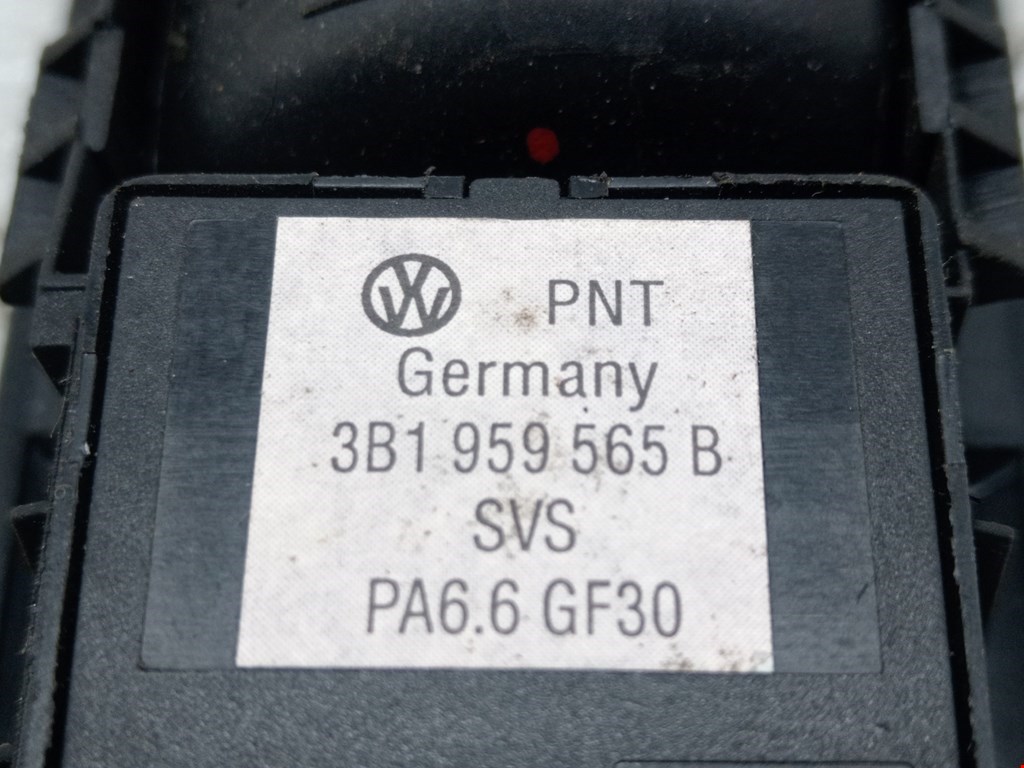 PNT
Germany
3B1 959 565 B
SVS
PA6.6 GF30